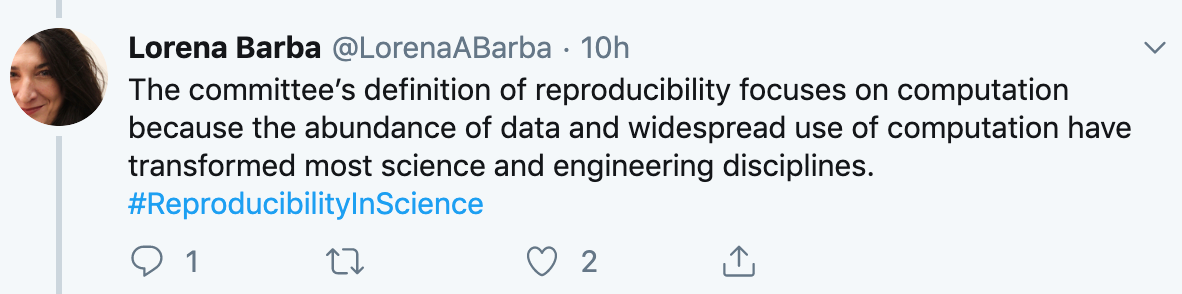 Lorena Barba @LorenaABarba · 10h
The committee’s definition of reproducibility focuses on computation
because the abundance of data and widespread use of computation have
transformed most science and engineering disciplines.
#ReproducibilityInScience
1 2